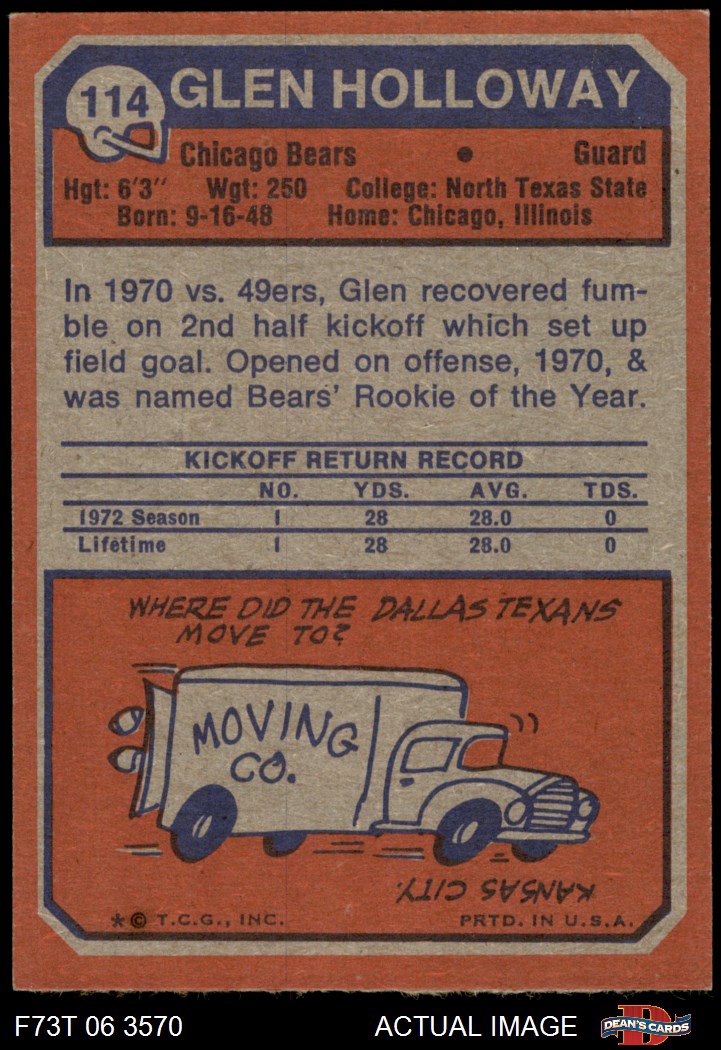 114 GLEN HOLLOWAY
Chicago Bears • Guard
Hgt: 6'3" Wgt: 250 College: North Texas State
Born: 9-16-48 Home: Chicago, Illinois
In 1970 vs. 49ers, Glen recovered fum-
ble on 2nd half kickoff which set up
field goal. Opened on offense, 1970, &
was named Bears' Rookie of the Year.
KICKOFF RETURN RECORD
NO. YDS. AVG. TDS.
1972 Season 1 28 28.0 0
Lifetime 1 28 28.0 0
WHERE DID THE DALLAS TEXANS
MOVE TO?
MOVING
CO.
KANSAS CITY.
* © T.C.G., INC. PRTD. IN U.S.A.
F73T 06 3570 ACTUAL IMAGE D DEAN'S CARDS